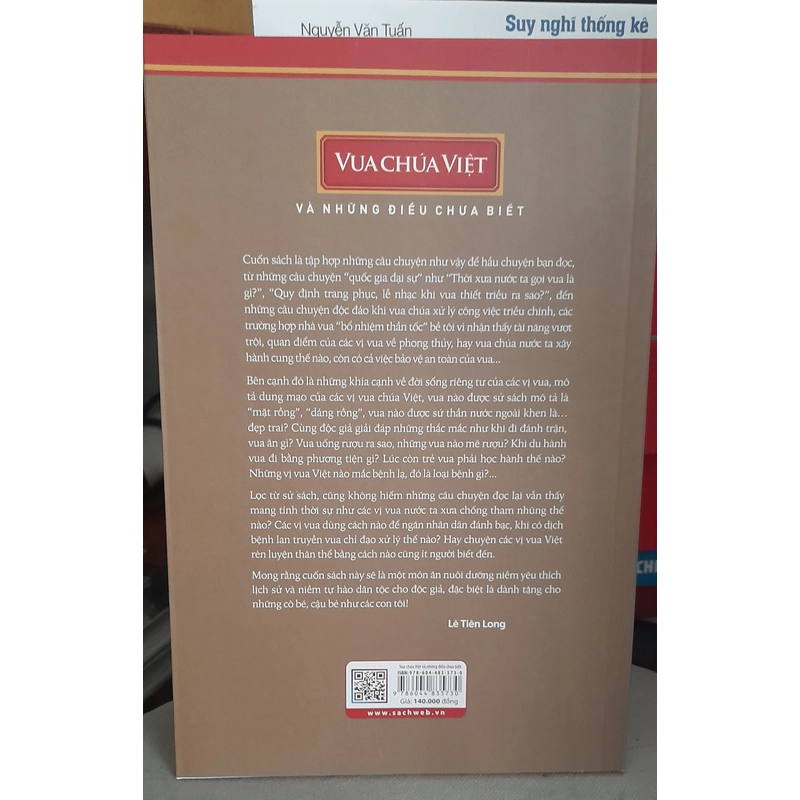 Nguyễn Văn Tuấn
Suy nghĩ thống kê
VUA CHÚA VIỆT
VÀ NHỮNG ĐIỀU CHƯA BIẾT
Cuốn sách là tập hợp những câu chuyện như vậy để hầu chuyện bạn đọc,
từ những câu chuyện "quốc gia đại sự" như "Thời xưa nước ta gọi vua là
gì?", "Quy định trang phục, lễ nhạc khi vua thiết triều ra sao?", đến
những câu chuyện độc đáo khi vua chúa xử lý công việc triều chính, các
trường hợp nhà vua "bổ nhiệm thần tốc" bề tôi vì nhận thấy tài năng vượt
trội, quan điểm của các vị vua về phong thủy, hay vua chúa nước ta xây
hành cung thế nào, còn có cả việc bảo vệ an toàn của vua...
Bên cạnh đó là những khía cạnh về đời sống riêng tư của các vị vua, mô
tả dung mạo của các vị vua chúa Việt, vua nào được sử sách mô tả là
"mặt rồng", "dáng rồng", vua nào được sứ thần nước ngoài khen là...
đẹp trai? Cùng độc giả giải đáp những thắc mắc như khi đi đánh trận,
vua ăn gì? Vua uống rượu ra sao, những vua nào mê rượu? Khi du hành
vua đi bằng phương tiện gì? Lúc còn trẻ vua phải học hành thế nào?
Những vị vua Việt nào mắc bệnh lạ, đó là loại bệnh gì?...
Lọc từ sử sách, cũng không hiếm những câu chuyện đọc lại vẫn thấy
mang tính thời sự như các vị vua nước ta xưa chống tham nhũng thế
nào? Các vị vua dùng cách nào để ngăn nhân dân đánh bạc, khi có dịch
bệnh lan truyền vua chỉ đạo xử lý thế nào? Hay chuyện các vị vua Việt
rèn luyện thân thể bằng cách nào cũng ít người biết đến.
Mong rằng cuốn sách này sẽ là một món ăn nuôi dưỡng niềm yêu thích
lịch sử và niềm tự hào dân tộc cho độc giả, đặc biệt là dành tặng cho
những cô bé, cậu bé như các con tôi!
Lê Tiên Long
Vua chúa Việt và những điều chưa biết
ISBN: 978-604-483-573-0
9 786044 835730
Giá: 140.000 đồng
www.sachweb.vn
CHÍ